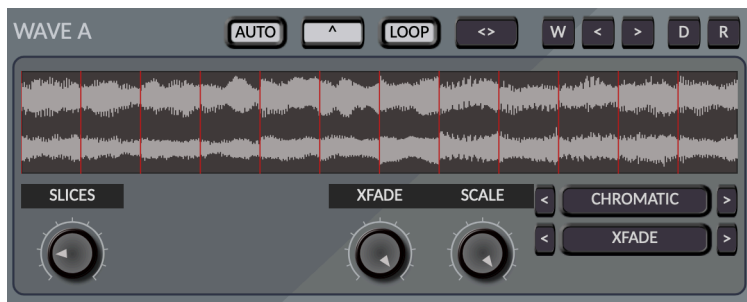 WAVE A AUTO ^ LOOP <> W < > D R
SLICES XFADE SCALE < CHROMATIC >
< XFADE >